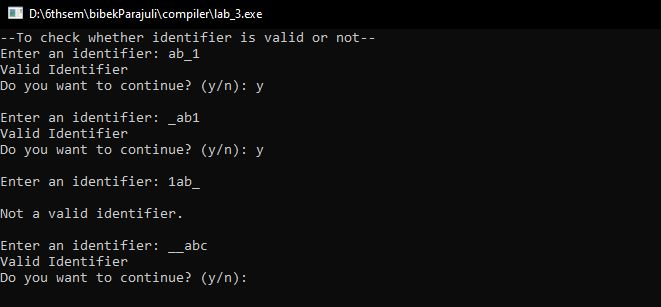 D:\6thsem\bibekParajuli\compiler\lab_3.exe
--To check whether identifier is valid or not--
Enter an identifier: ab_1
Valid Identifier
Do you want to continue? (y/n): y
Enter an identifier: _ab1
Valid Identifier
Do you want to continue? (y/n): y
Enter an identifier: 1ab_
Not a valid identifier.
Enter an identifier: __abc
Valid Identifier
Do you want to continue? (y/n):